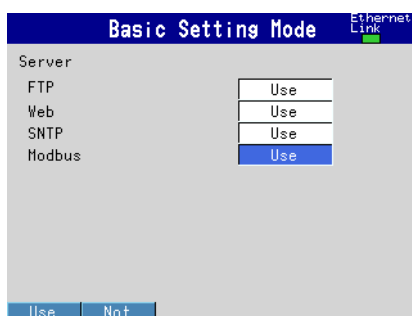 Basic Setting Mode
Ethernet
Link
Server
FTP Use
Web Use
SNTP Use
Modbus Use
Use Not